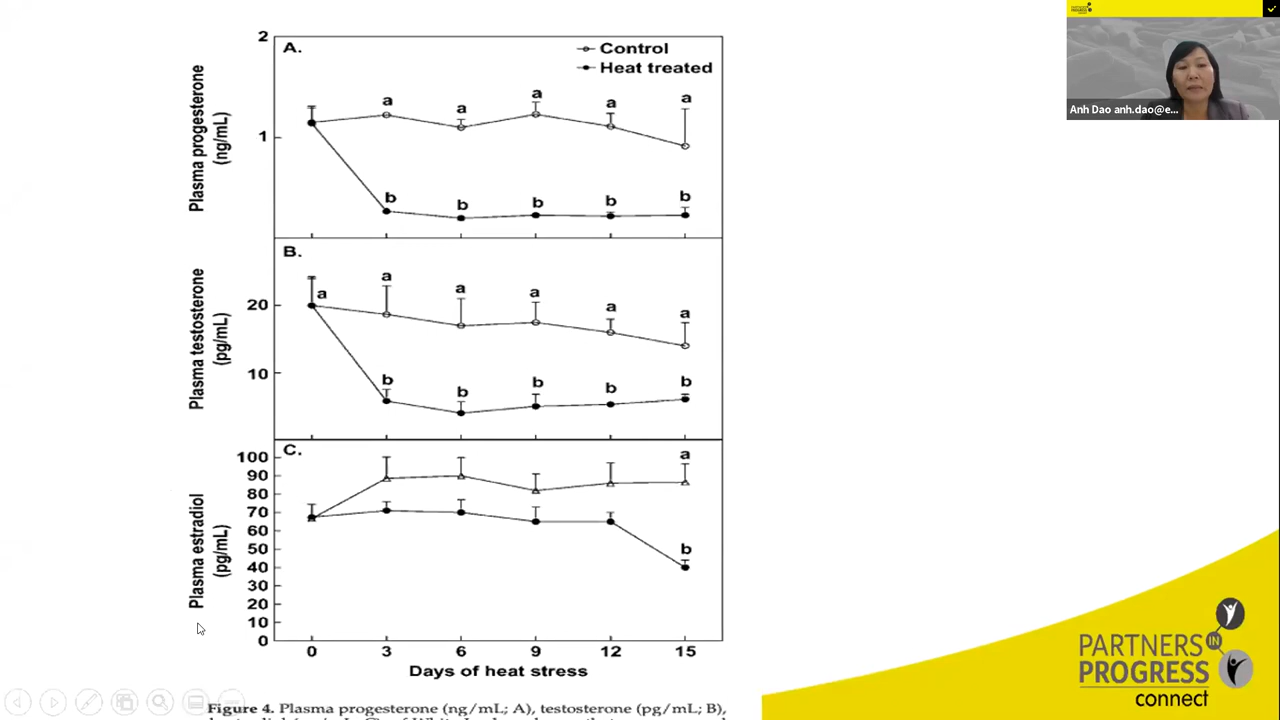 A.
Control
Heat treated
2
1
Plasma progesterone
(ng/mL)
a
a
a
a
a
b
b
b
b
b
B.
20
10
Plasma testosterone
(pg/mL)
a
a
a
a
a
a
b
b
b
b
b
C.
100
90
80
70
60
50
40
30
20
10
0
Plasma estradiol
(pg/mL)
a
b
0 3 6 9 12 15
Days of heat stress
Figure 4. Plasma progesterone (ng/mL; A), testosterone (pg/mL; B),
Anh Dao anh.dao@e...
PARTNERS
IN
PROGRESS
connect